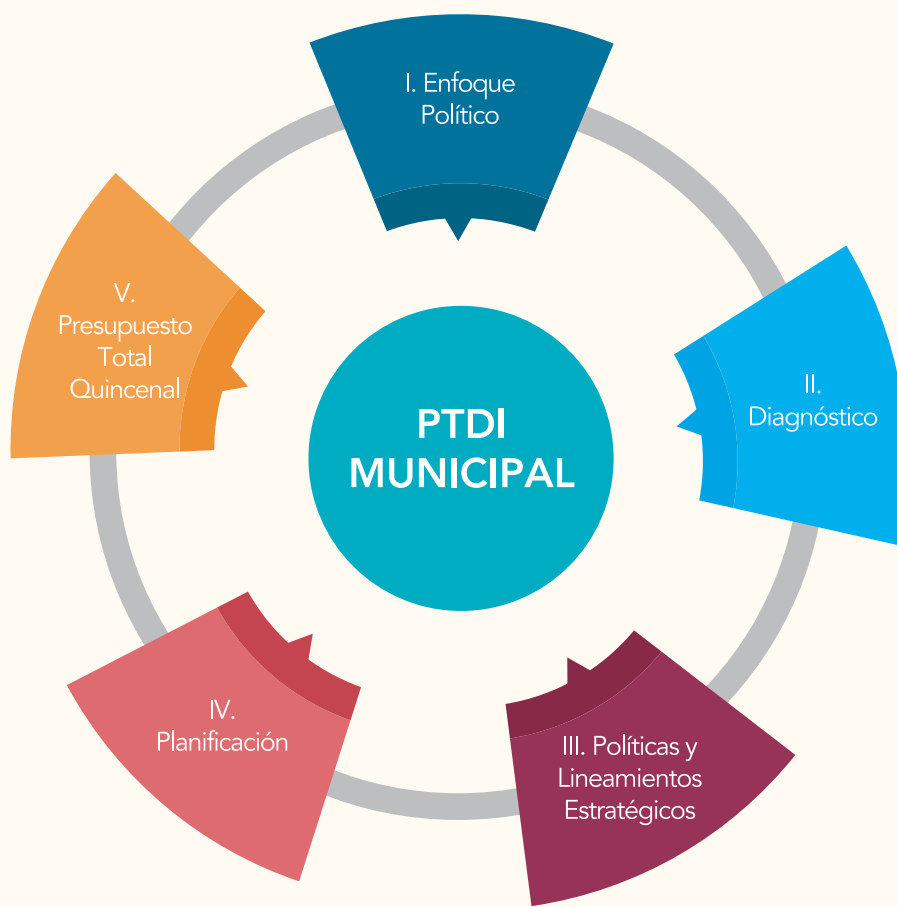 I. Enfoque
Político
II.
Diagnóstico
III. Políticas y
Lineamientos
Estratégicos
IV.
Planificación
V.
Presupuesto
Total
Quincenal
PTDI
MUNICIPAL